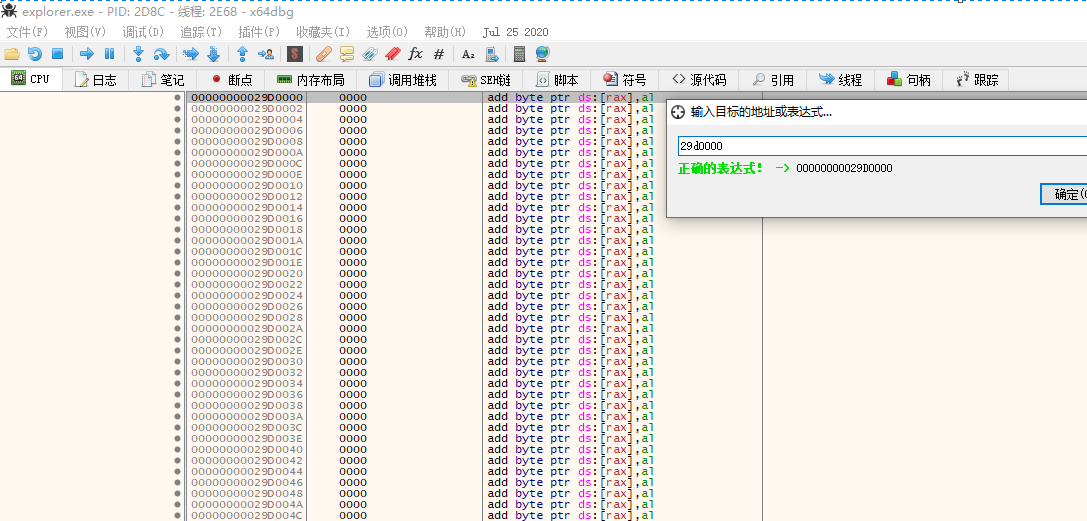 explorer.exe - PID: 2D8C - 线程: 2E68 - x64dbg
文件(F) 视图(V) 调试(D) 追踪(T) 插件(P) 收藏夹(I) 选项(O) 帮助(H) Jul 25 2020
CPU 日志 笔记 断点 内存布局 调用堆栈 SEH链 脚本 符号 源代码 引用 线程 句柄 跟踪
00000000029D0000 0000 add byte ptr ds:[rax],al
00000000029D0002 0000 add byte ptr ds:[rax],al
00000000029D0004 0000 add byte ptr ds:[rax],al
00000000029D0006 0000 add byte ptr ds:[rax],al
00000000029D0008 0000 add byte ptr ds:[rax],al
00000000029D000A 0000 add byte ptr ds:[rax],al
00000000029D000C 0000 add byte ptr ds:[rax],al
00000000029D000E 0000 add byte ptr ds:[rax],al
00000000029D0010 0000 add byte ptr ds:[rax],al
00000000029D0012 0000 add byte ptr ds:[rax],al
00000000029D0014 0000 add byte ptr ds:[rax],al
00000000029D0016 0000 add byte ptr ds:[rax],al
00000000029D0018 0000 add byte ptr ds:[rax],al
00000000029D001A 0000 add byte ptr ds:[rax],al
00000000029D001C 0000 add byte ptr ds:[rax],al
00000000029D001E 0000 add byte ptr ds:[rax],al
00000000029D0020 0000 add byte ptr ds:[rax],al
00000000029D0022 0000 add byte ptr ds:[rax],al
00000000029D0024 0000 add byte ptr ds:[rax],al
00000000029D0026 0000 add byte ptr ds:[rax],al
00000000029D0028 0000 add byte ptr ds:[rax],al
00000000029D002A 0000 add byte ptr ds:[rax],al
00000000029D002C 0000 add byte ptr ds:[rax],al
00000000029D002E 0000 add byte ptr ds:[rax],al
00000000029D0030 0000 add byte ptr ds:[rax],al
00000000029D0032 0000 add byte ptr ds:[rax],al
00000000029D0034 0000 add byte ptr ds:[rax],al
00000000029D0036 0000 add byte ptr ds:[rax],al
00000000029D0038 0000 add byte ptr ds:[rax],al
00000000029D003A 0000 add byte ptr ds:[rax],al
00000000029D003C 0000 add byte ptr ds:[rax],al
00000000029D003E 0000 add byte ptr ds:[rax],al
00000000029D0040 0000 add byte ptr ds:[rax],al
00000000029D0042 0000 add byte ptr ds:[rax],al
00000000029D0044 0000 add byte ptr ds:[rax],al
00000000029D0046 0000 add byte ptr ds:[rax],al
00000000029D0048 0000 add byte ptr ds:[rax],al
00000000029D004A 0000 add byte ptr ds:[rax],al
00000000029D004C 0000 add byte ptr ds:[rax],al
输入目标的地址或表达式...
29d0000
正确的表达式! -> 00000000029D0000
确定(